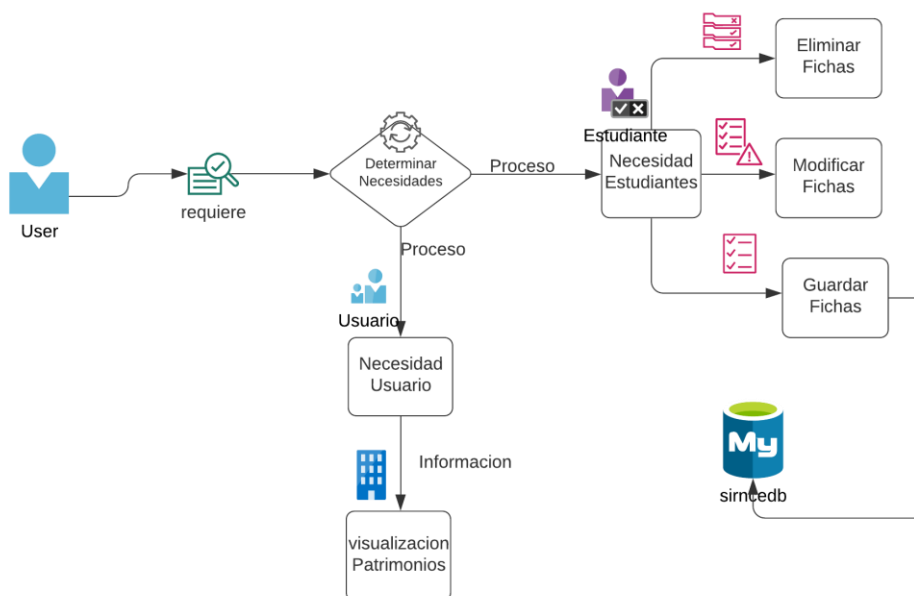 Eliminar
Fichas
Estudiante
Determinar
Necesidades
Proceso
Necesidad
Estudiantes
Modificar
Fichas
User
requiere
Proceso
Guardar
Fichas
Usuario
Necesidad
Usuario
My
sirncedb
Informacion
visualizacion
Patrimonios